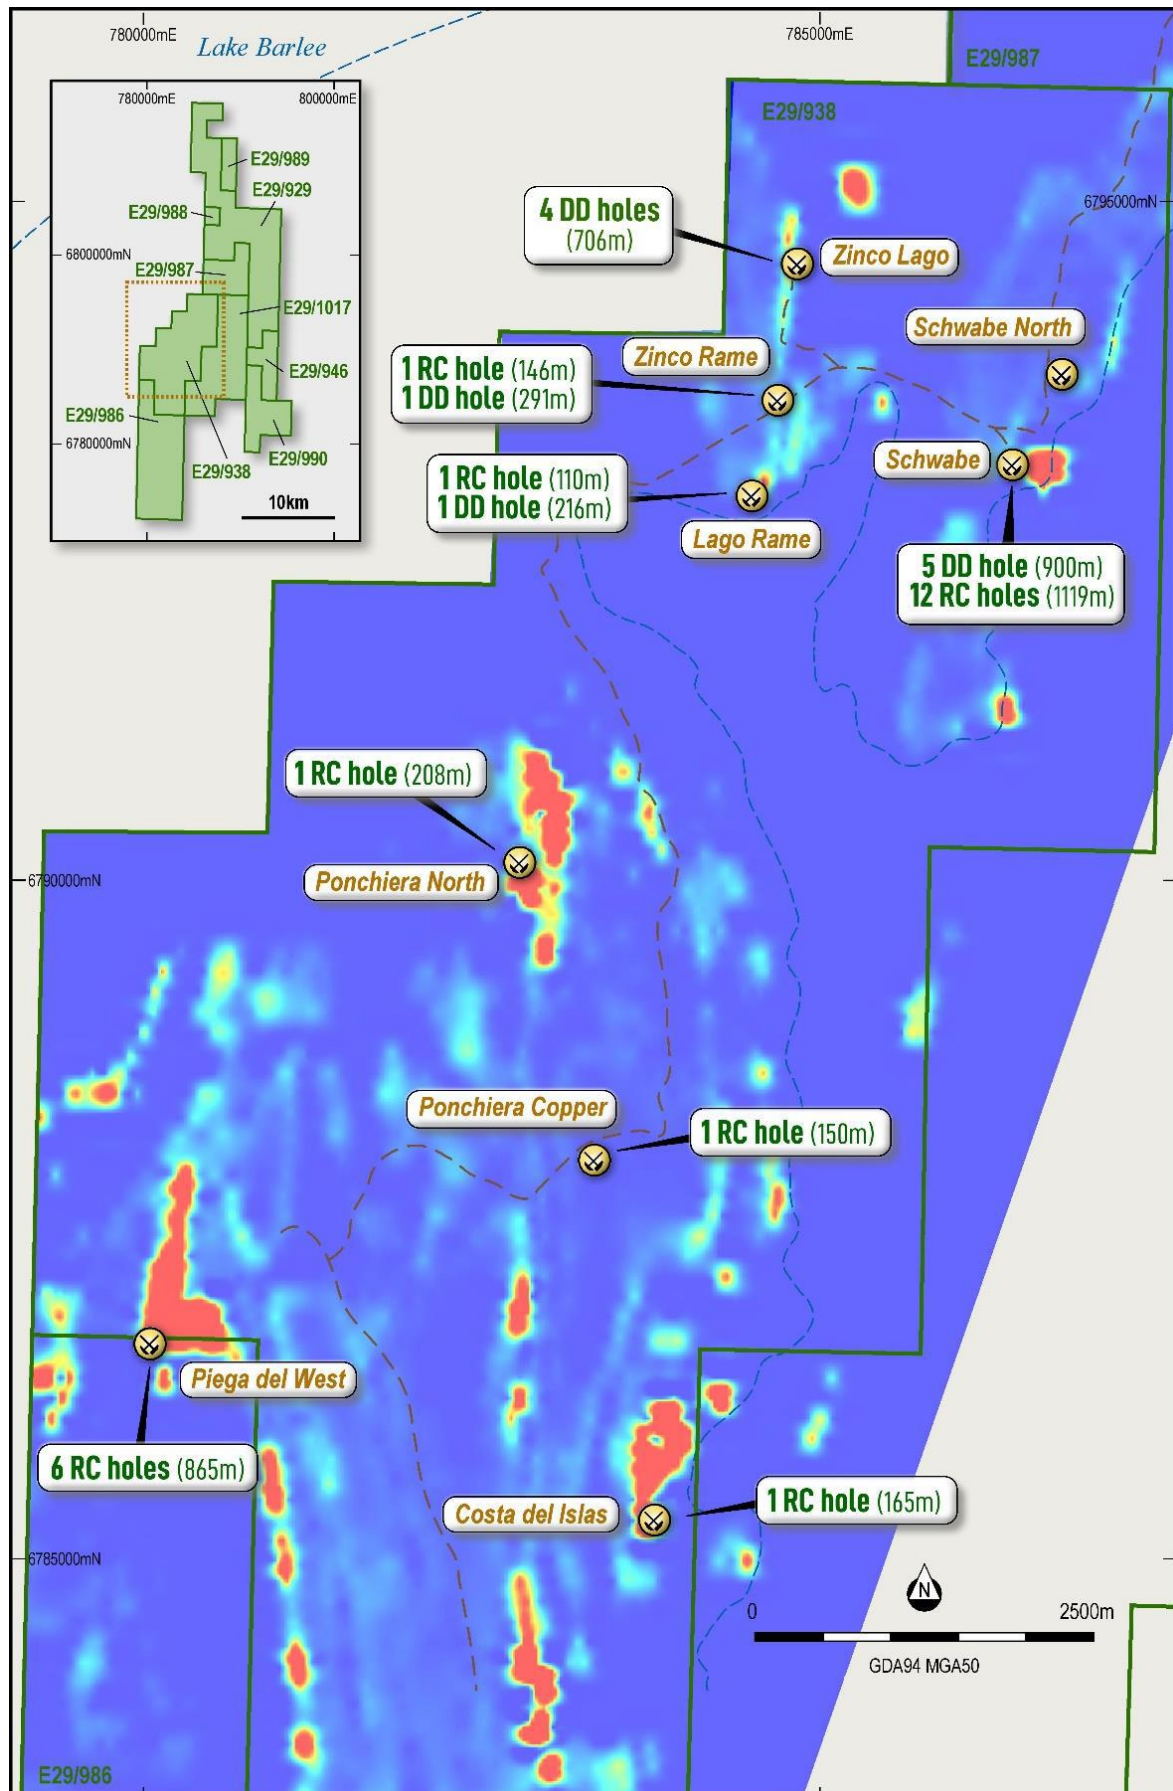 780000mE
785000mE
Lake Barlee
E29/987
E29/938
780000mE
800000mE
E29/989
E29/929
E29/988
6800000mN
E29/987
E29/1017
E29/946
E29/986
6780000mN
E29/990
E29/938
10km
6795000mN
4 DD holes
(706m)
Zinco Lago
Schwabe North
Zinco Rame
1 RC hole (146m)
1 DD hole (291m)
Schwabe
1 RC hole (110m)
1 DD hole (216m)
Lago Rame
5 DD hole (900m)
12 RC holes (1119m)
1 RC hole (208m)
Ponchiera North
6790000mN
Ponchiera Copper
1 RC hole (150m)
Piega del West
6 RC holes (865m)
Costa del Islas
1 RC hole (165m)
6785000mN
N
0
2500m
GDA94 MGA50
E29/986